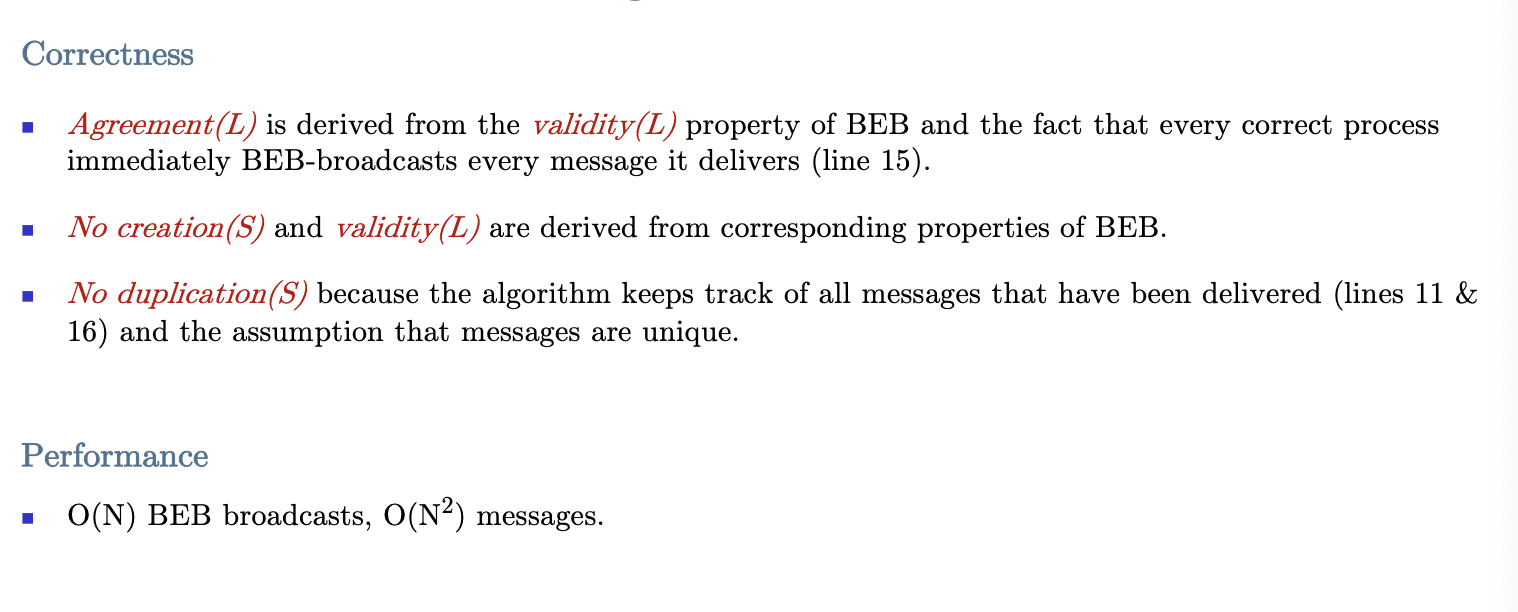 Correctness
Agreement(L) is derived from the validity(L) property of BEB and the fact that every correct process
immediately BEB-broadcasts every message it delivers (line 15).
No creation(S) and validity(L) are derived from corresponding properties of BEB.
No duplication(S) because the algorithm keeps track of all messages that have been delivered (lines 11 &
16) and the assumption that messages are unique.
Performance
O(N) BEB broadcasts, O(N²) messages.